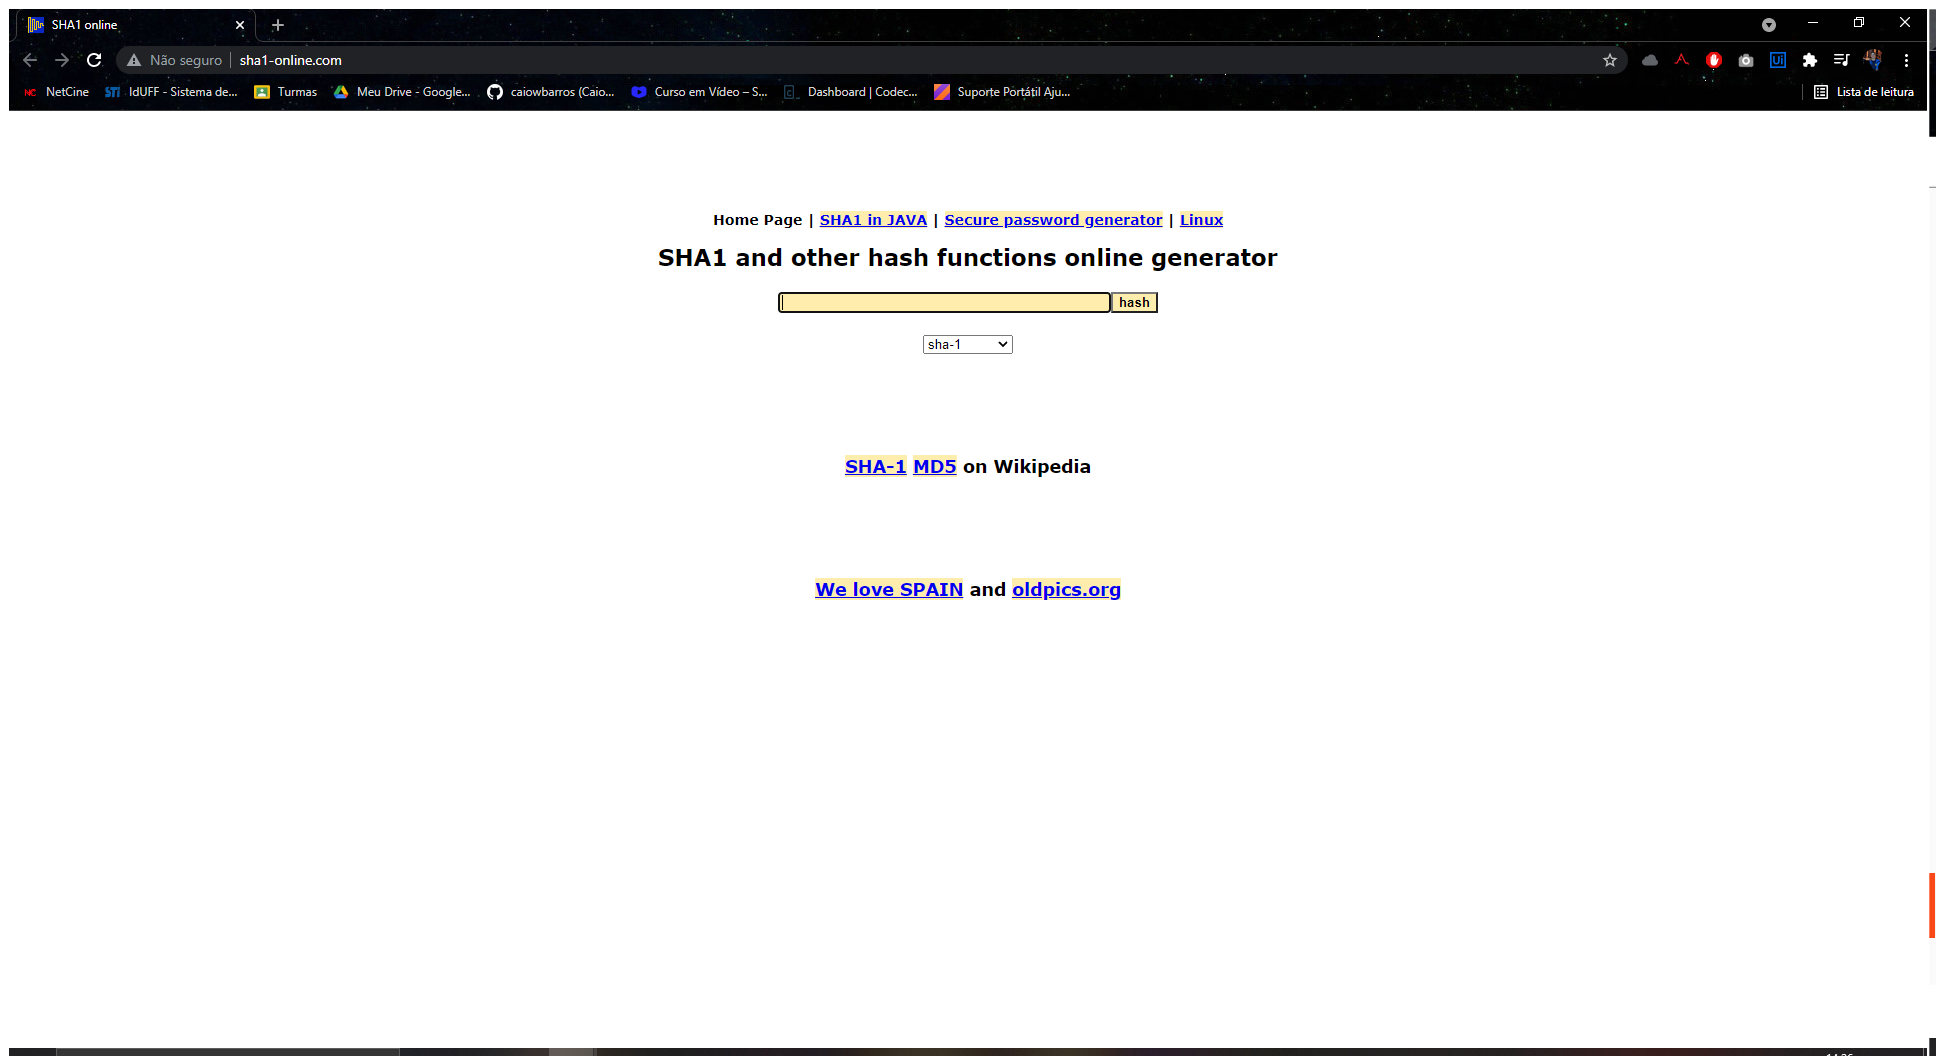 SHA1 online
Não seguro | sha1-online.com
NC NetCine STI IdUFF - Sistema de... Turmas Meu Drive - Google... caiowbarros (Caio... Curso em Vídeo – S... Dashboard | Codec... Suporte Portátil Aju... Lista de leitura
Home Page | SHA1 in JAVA | Secure password generator | Linux
SHA1 and other hash functions online generator
hash
sha-1
SHA-1 MD5 on Wikipedia
We love SPAIN and oldpics.org